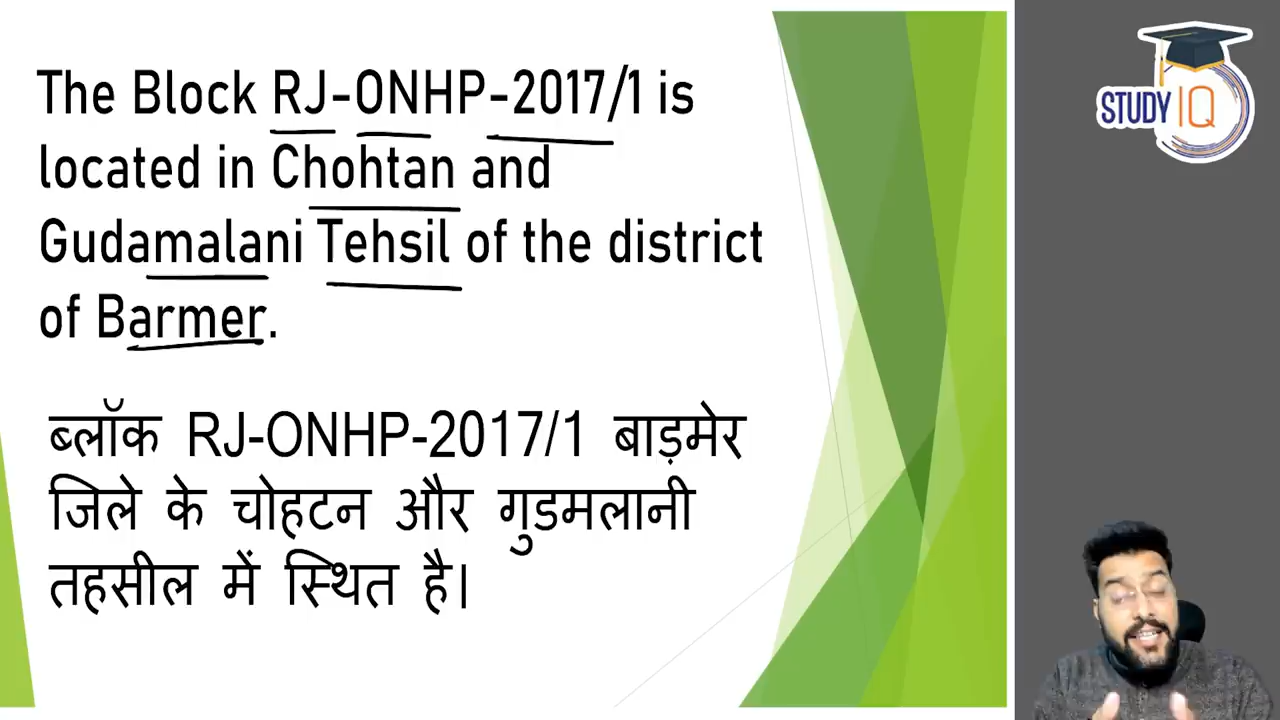 The Block RJ-ONHP-2017/1 is
located in Chohtan and
Gudamalani Tehsil of the district
of Barmer.
ब्लॉक RJ-ONHP-2017/1 बाड़मेर
जिले के चोहटन और गुडमलानी
तहसील में स्थित है।
STUDY IQ